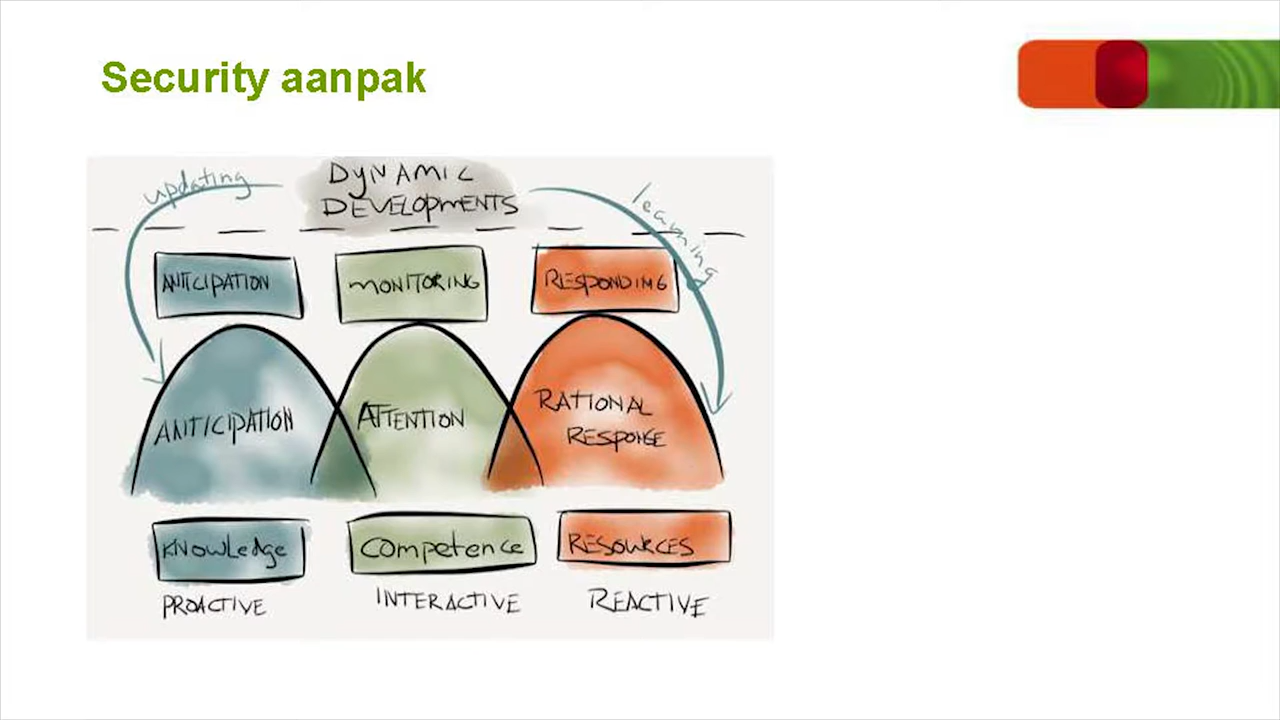 Security aanpak
updating
DYNAMIC
DEVELOPMENTS
learning
ANTICIPATION
MONITORING
RESPONDING
ANTICIPATION
ATTENTION
RATIONAL
RESPONSE
KNOWLEDGE
COMPETENCE
RESOURCES
PROACTIVE
INTERACTIVE
REACTIVE